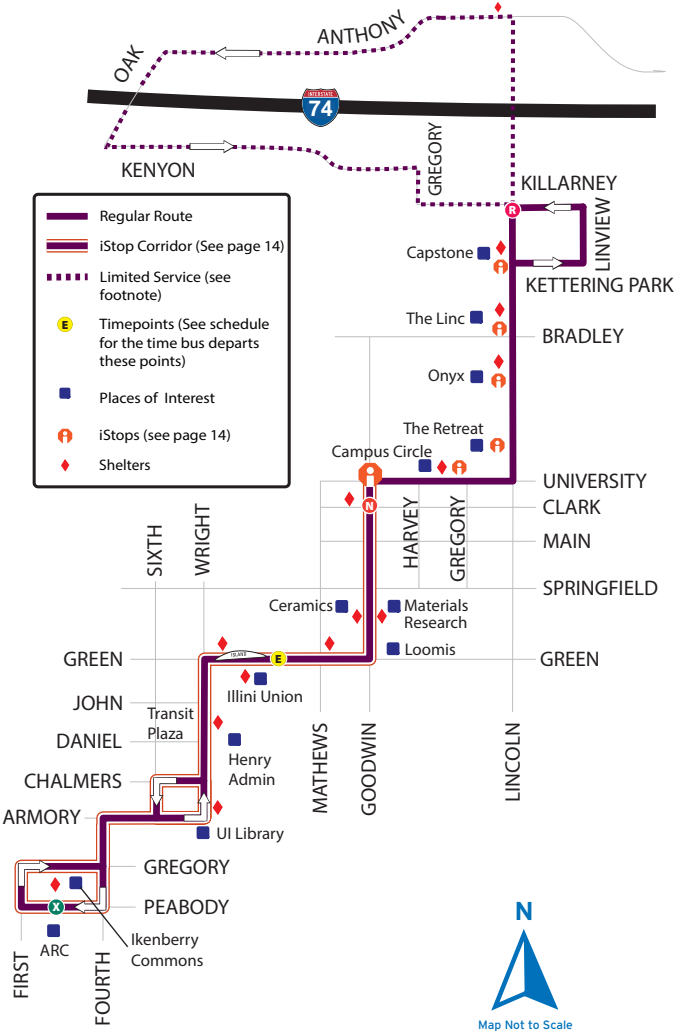 ANTHONY
OAK
INTERSTATE
74
KENYON
GREGORY
KILLARNEY
R
LINVIEW
KETTERING PARK
Regular Route
iStop Corridor (See page 14)
Limited Service (see
footnote)
E
Timepoints (See schedule
for the time bus departs
these points)
Places of Interest
iStops (see page 14)
Shelters
Capstone
The Linc
BRADLEY
Onyx
The Retreat
Campus Circle
UNIVERSITY
N
CLARK
HARVEY
GREGORY
MAIN
SIXTH
WRIGHT
SPRINGFIELD
Ceramics
Materials
Research
Loomis
GREEN
ISLAND
E
GREEN
Illini Union
JOHN
Transit
Plaza
DANIEL
Henry
Admin
MATHEWS
GOODWIN
LINCOLN
CHALMERS
ARMORY
UI Library
GREGORY
X
PEABODY
Ikenberry
Commons
ARC
FIRST
FOURTH
N
Map Not to Scale